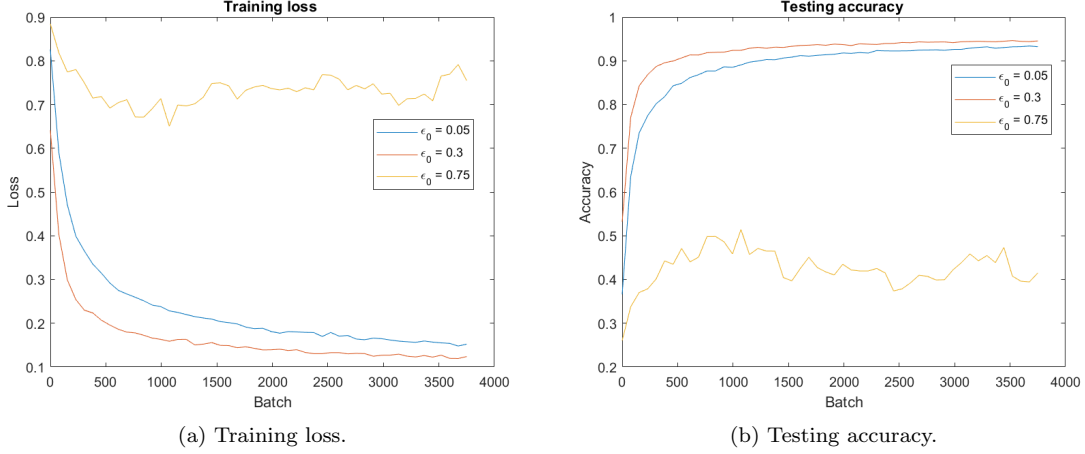 Training loss
0.9
0.8
0.7
0.6
0.5
0.4
0.3
0.2
0.1
Loss
0 500 1000 1500 2000 2500 3000 3500 4000
Batch
ϵ0 = 0.05
ϵ0 = 0.3
ϵ0 = 0.75
(a) Training loss.
Testing accuracy
1
0.9
0.8
0.7
0.6
0.5
0.4
0.3
0.2
Accuracy
0 500 1000 1500 2000 2500 3000 3500 4000
Batch
ϵ0 = 0.05
ϵ0 = 0.3
ϵ0 = 0.75
(b) Testing accuracy.